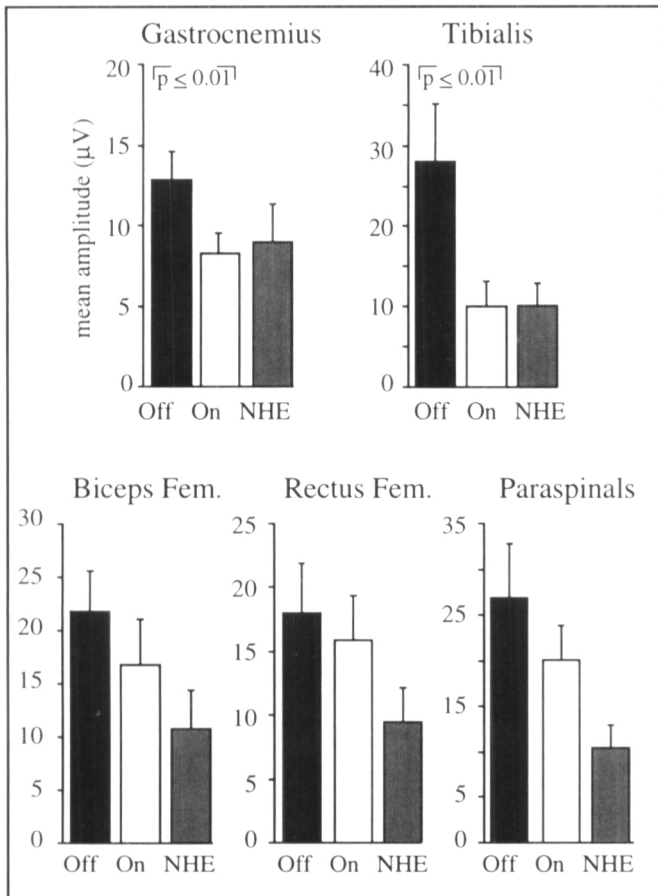 Gastrocnemius
20
p ≤ 0.01
15
10
5
0
mean amplitude (μV)
Off On NHE
Tibialis
40
p ≤ 0.01
30
20
10
0
Off On NHE
Biceps Fem.
30
25
20
15
10
5
0
Off On NHE
Rectus Fem.
25
20
15
10
5
0
Off On NHE
Paraspinals
35
25
15
5
0
Off On NHE